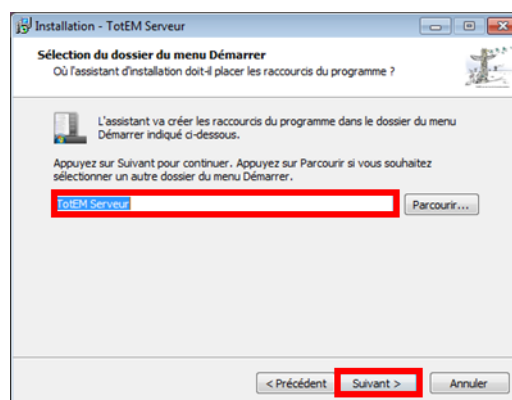 Installation - TotEM Serveur
Sélection du dossier du menu Démarrer
Où l'assistant d'installation doit-il placer les raccourcis du programme ?
L'assistant va créer les raccourcis du programme dans le dossier du menu
Démarrer indiqué ci-dessous.
Appuyez sur Suivant pour continuer. Appuyez sur Parcourir si vous souhaitez
sélectionner un autre dossier du menu Démarrer.
TotEM Serveur
Parcourir...
< Précédent
Suivant >
Annuler